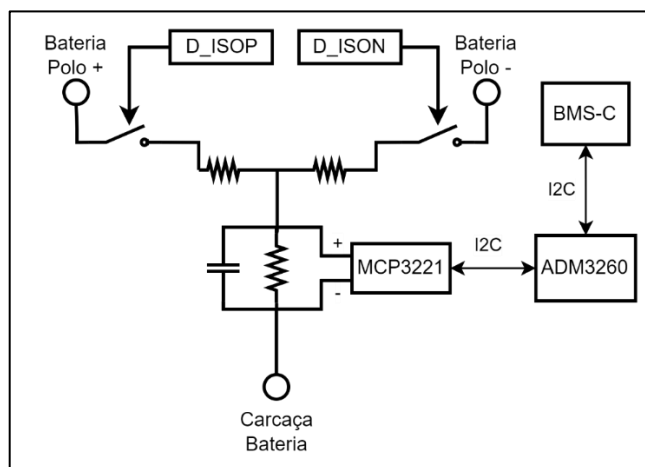 Bateria
Polo +
D_ISOP
D_ISON
Bateria
Polo -
BMS-C
I2C
+
MCP3221
-
I2C
ADM3260
Carcaça
Bateria